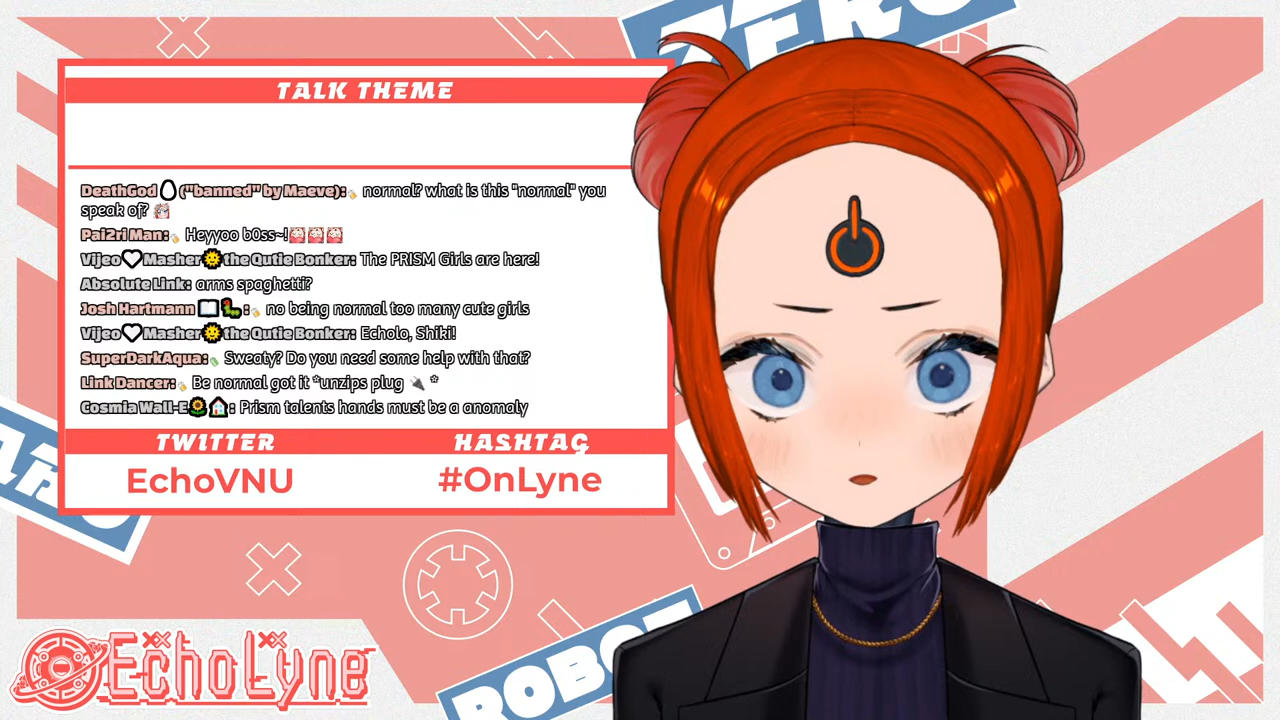 ZERO
TALK THEME
DeathGod ("banned" by Maeve): normal? what is this "normal" you
speak of?
Pai2ri Man: Heyyoo b0ss~!
Vijeo🤍Masher🌞the Qutie Bonker: The PRISM Girls are here!
Absolute Link: arms spaghetti?
Josh Hartmann 📖🐛: no being normal too many cute girls
Vijeo🤍Masher🌞the Qutie Bonker: Echolo, Shiki!
SuperDarkAqua: Sweaty? Do you need some help with that?
Link Dancer: Be normal got it *unzips plug 🔌 *
Cosmia Wall-E🌻🏠: Prism talents hands must be a anomaly
TWITTER HASHTAG
EchoVNU #OnLyne
EchoLyne
ROBOT